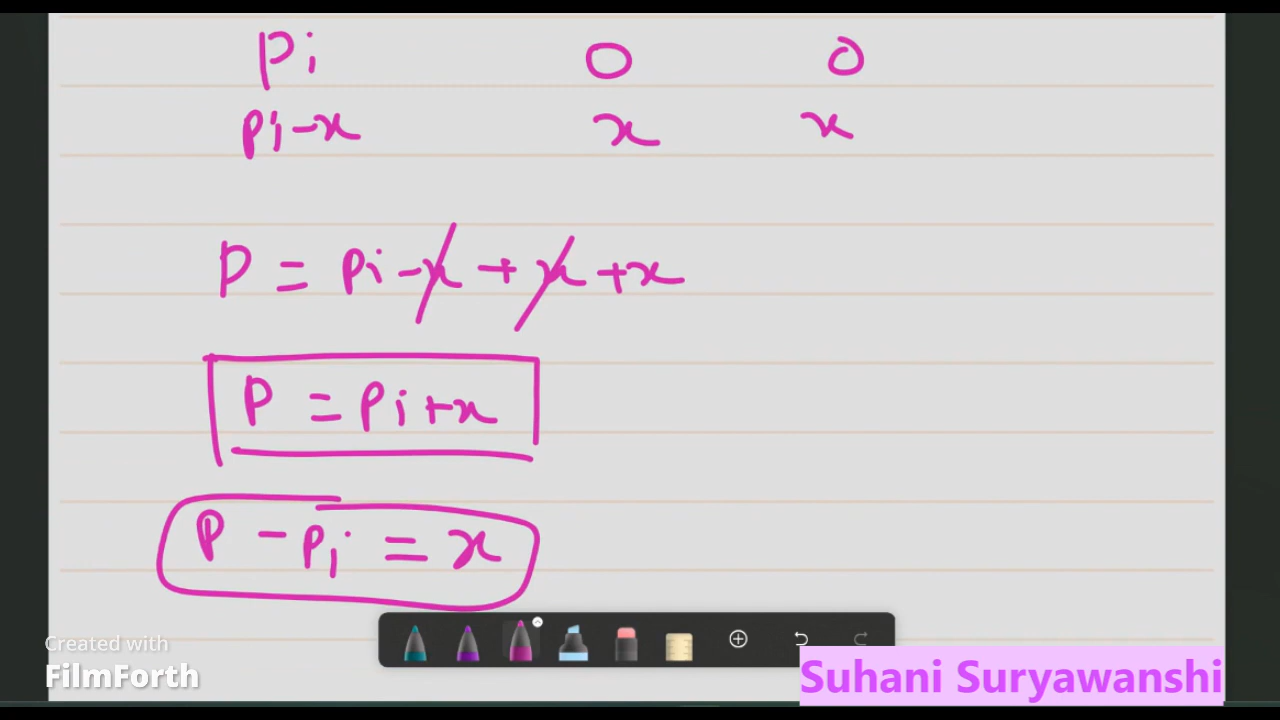 Pi 0 0
Pi-x x x
P = Pi-x + x +x
P = Pi+x
P - Pi = x
Created with
FilmForth
Suhani Suryawanshi